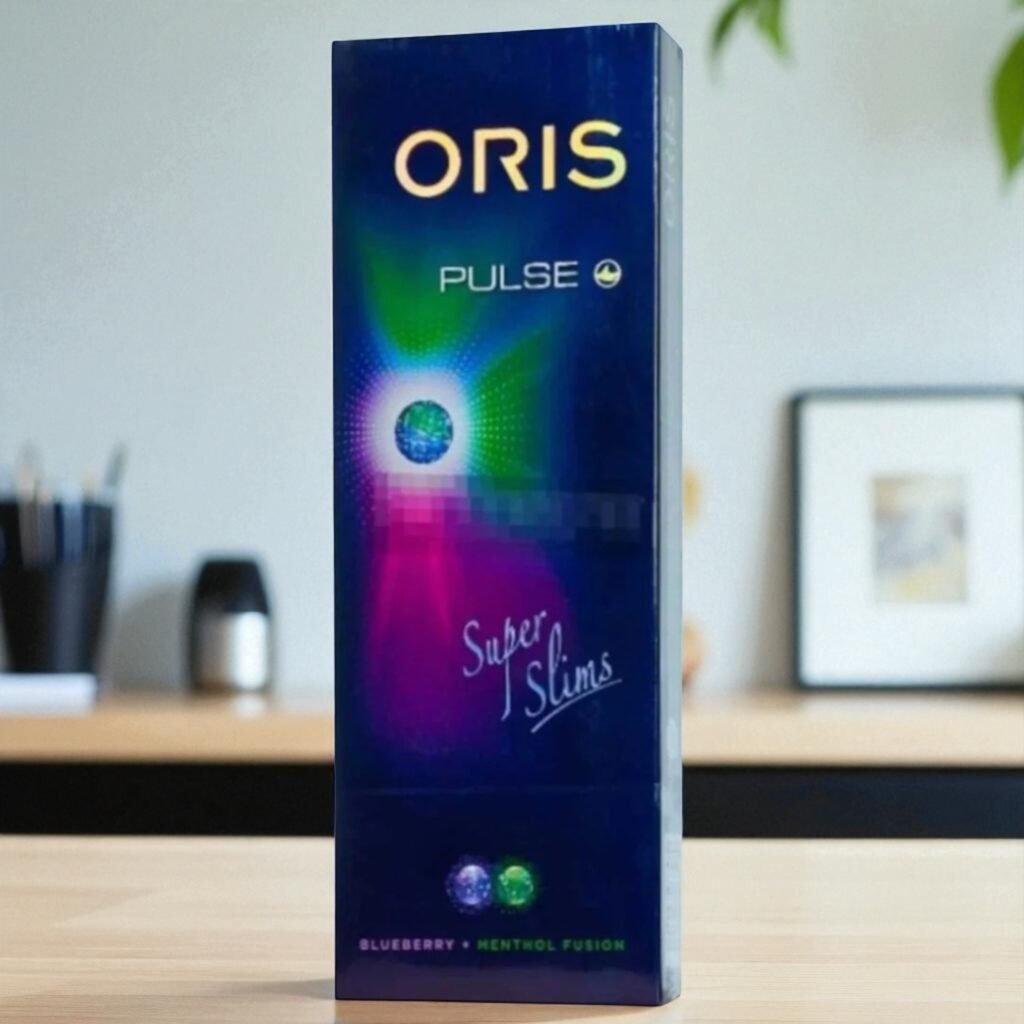 ORIS
PULSE
Super
Slims
BLUEBERRY + MENTHOL FUSION